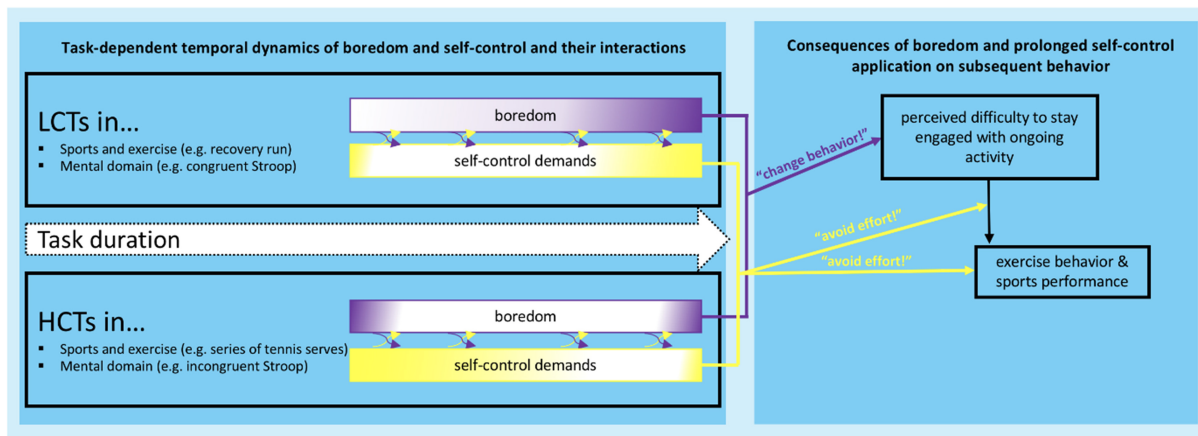 Task-dependent temporal dynamics of boredom and self-control and their interactions
LCTs in...
▪ Sports and exercise (e.g. recovery run)
▪ Mental domain (e.g. congruent Stroop)
boredom
self-control demands
Task duration
HCTs in...
▪ Sports and exercise (e.g. series of tennis serves)
▪ Mental domain (e.g. incongruent Stroop)
boredom
self-control demands
Consequences of boredom and prolonged self-control
application on subsequent behavior
“change behavior!”
perceived difficulty to stay
engaged with ongoing
activity
“avoid effort!”
“avoid effort!”
exercise behavior &
sports performance